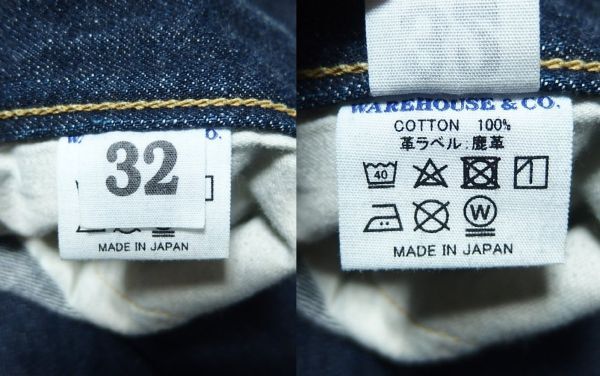 W
O.
32
MADE IN JAPAN
WAREHOUSE & CO.
COTTON 100%
革ラベル:鹿革
40
W
MADE IN JAPAN